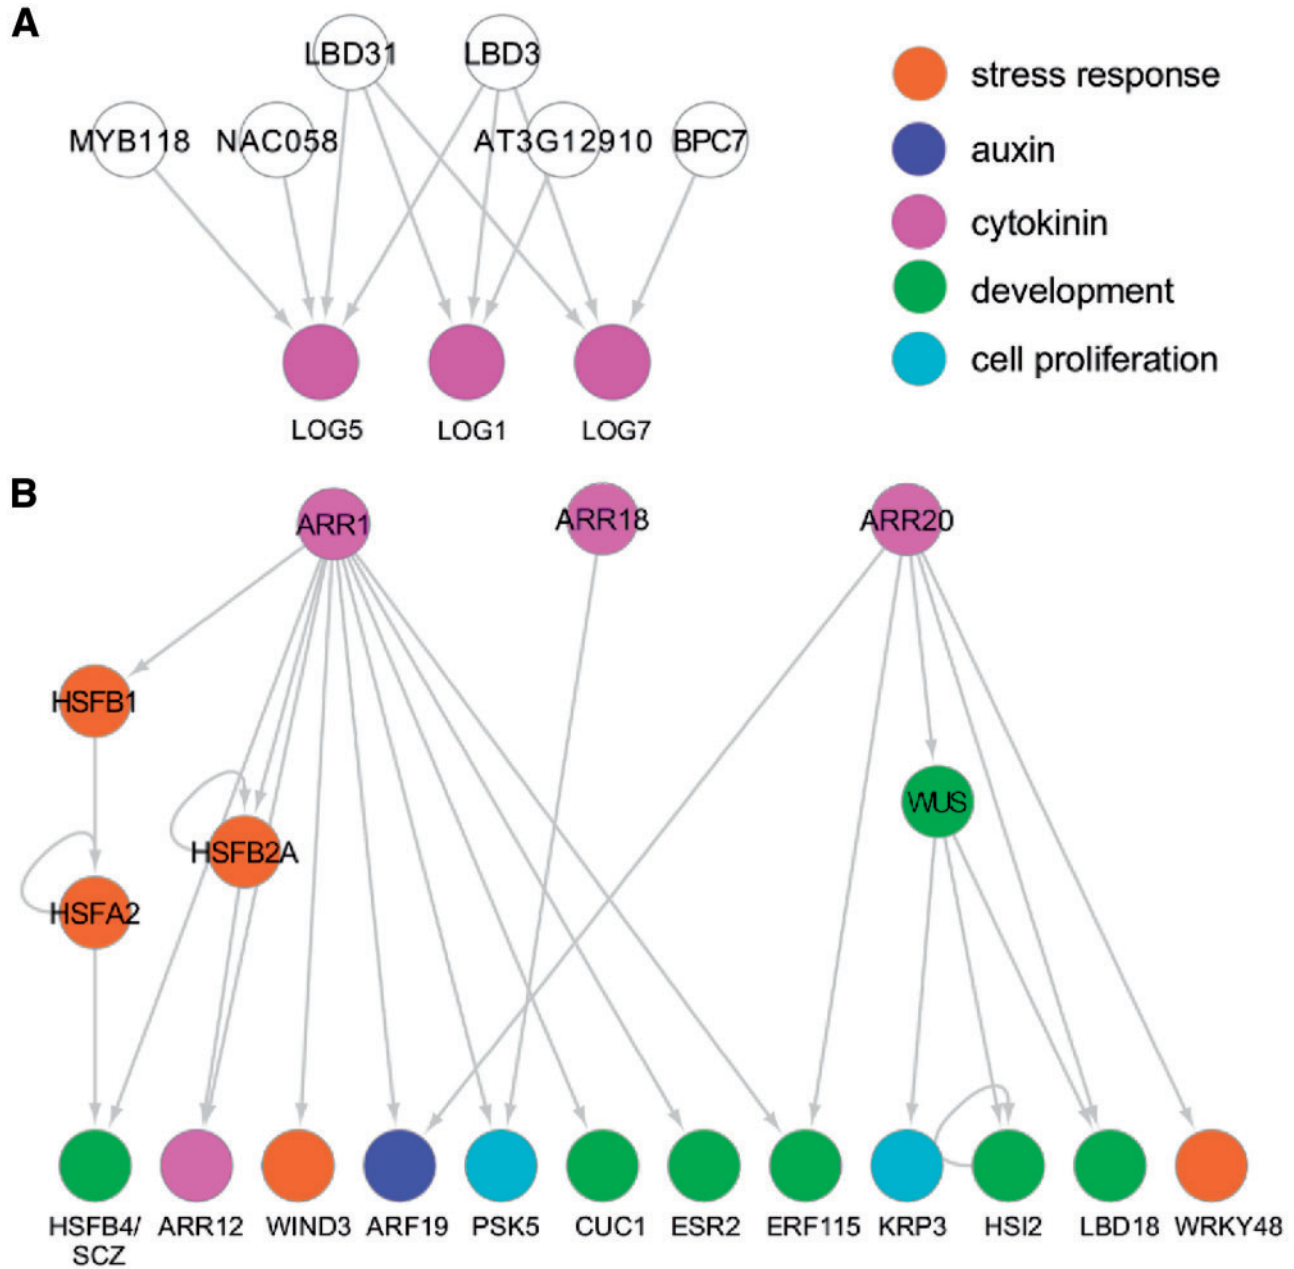 A
LBD31
LBD3
MYB118
NAC058
AT3G12910
BPC7
LOG5
LOG1
LOG7
stress response
auxin
cytokinin
development
cell proliferation
B
ARR1
ARR18
ARR20
HSFB1
WUS
HSFB2A
HSFA2
HSFB4/
SCZ
ARR12
WIND3
ARF19
PSK5
CUC1
ESR2
ERF115
KRP3
HSI2
LBD18
WRKY48